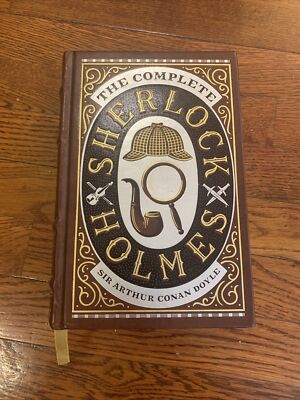 THE COMPLETE
SHERLOCK
HOLMES
SIR ARTHUR CONAN DOYLE